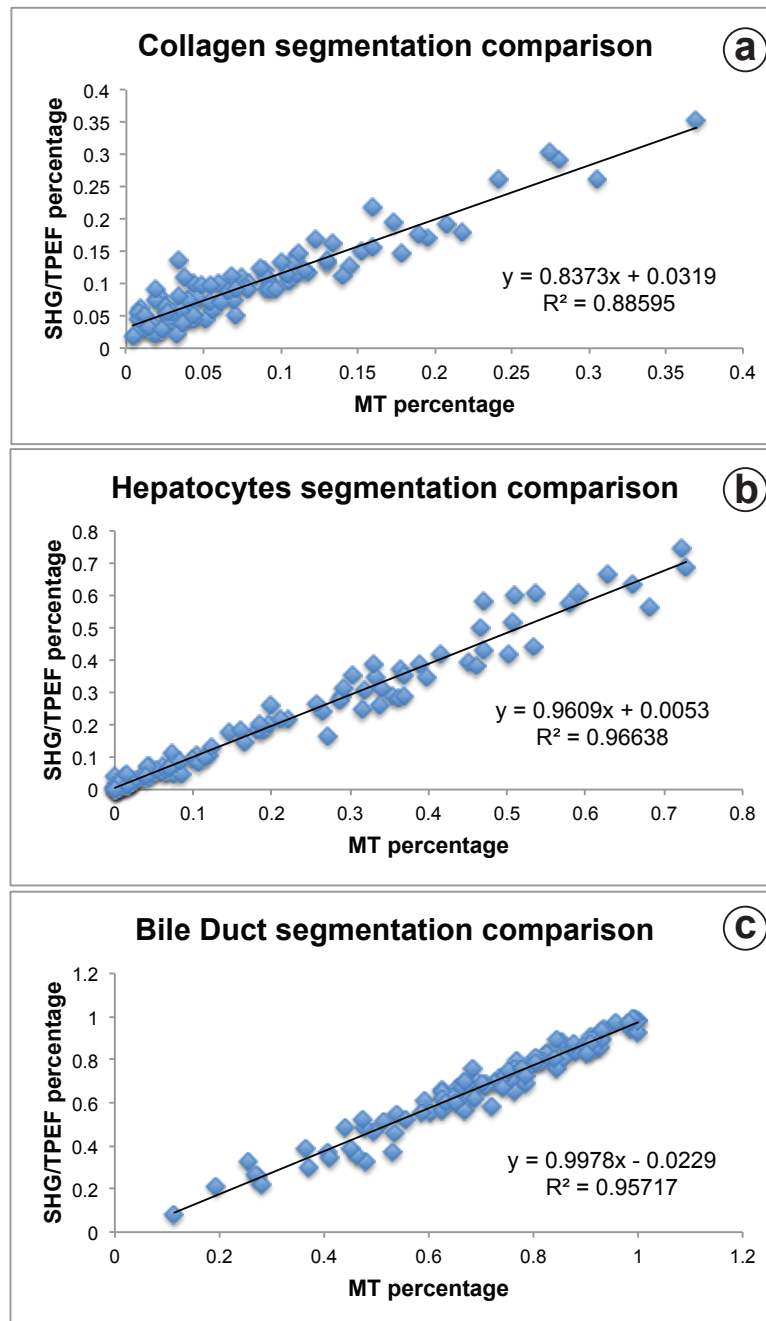 Collagen segmentation comparison
a
SHG/TPEF percentage
0.4
0.35
0.3
0.25
0.2
0.15
0.1
0.05
0
y = 0.8373x + 0.0319
R² = 0.88595
0 0.05 0.1 0.15 0.2 0.25 0.3 0.35 0.4
MT percentage
Hepatocytes segmentation comparison
b
SHG/TPEF percentage
0.8
0.7
0.6
0.5
0.4
0.3
0.2
0.1
0
y = 0.9609x + 0.0053
R² = 0.96638
0 0.1 0.2 0.3 0.4 0.5 0.6 0.7 0.8
MT percentage
Bile Duct segmentation comparison
c
SHG/TPEF percentage
1.2
1
0.8
0.6
0.4
0.2
0
y = 0.9978x - 0.0229
R² = 0.95717
0 0.2 0.4 0.6 0.8 1 1.2
MT percentage